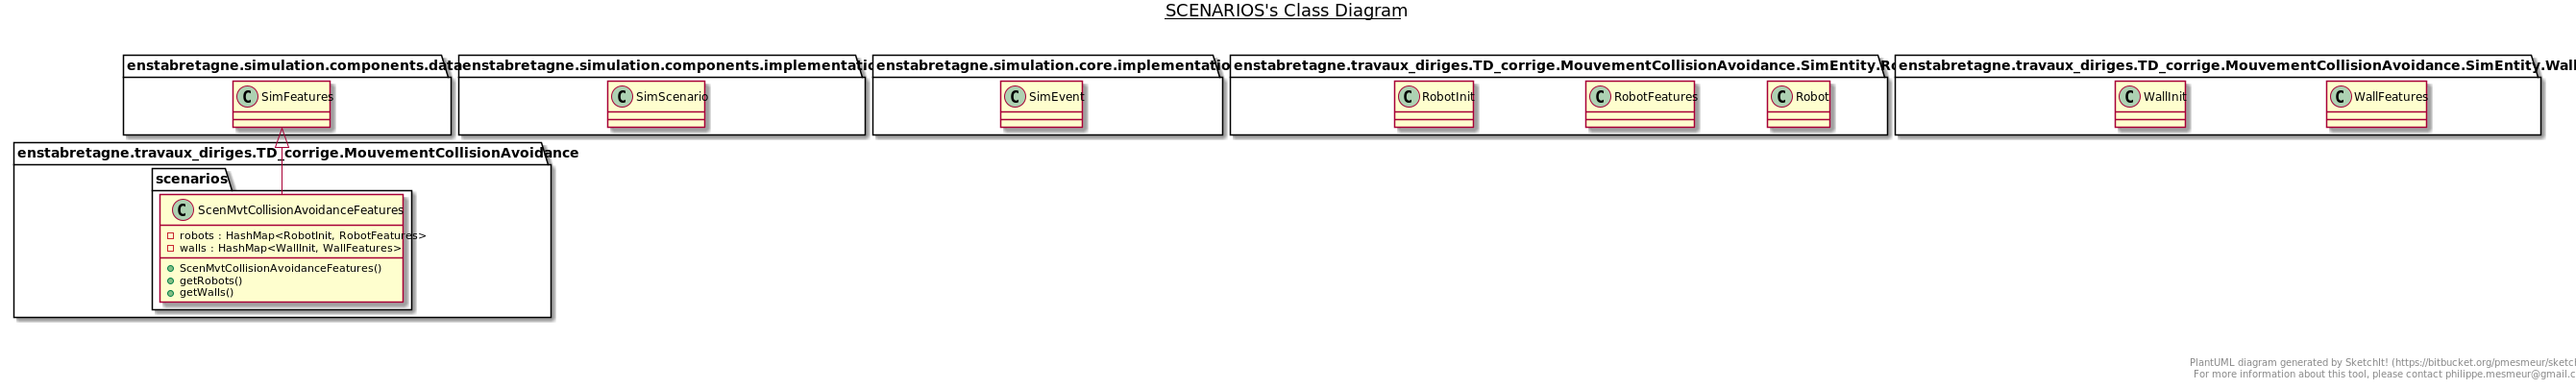 SCENARIOS's Class Diagram
enstabretagne.simulation.components.data
enstabretagne.simulation.components.implementatio
enstabretagne.simulation.core.implementatio
enstabretagne.travaux_diriges.TD_corrige.MouvementCollisionAvoidance.SimEntity.Ro
enstabretagne.travaux_diriges.TD_corrige.MouvementCollisionAvoidance.SimEntity.Wall
C SimFeatures
C SimScenario
C SimEvent
C RobotInit
C RobotFeatures
C Robot
C WallInit
C WallFeatures
enstabretagne.travaux_diriges.TD_corrige.MouvementCollisionAvoidance
scenarios
C ScenMvtCollisionAvoidanceFeatures
robots : HashMap<RobotInit, RobotFeatures>
walls : HashMap<WallInit, WallFeatures>
ScenMvtCollisionAvoidanceFeatures()
getRobots()
getWalls()
PlantUML diagram generated by SketchIt! (https://bitbucket.org/pmesmeur/sketch
For more information about this tool, please contact philippe.mesmeur@gmail.c